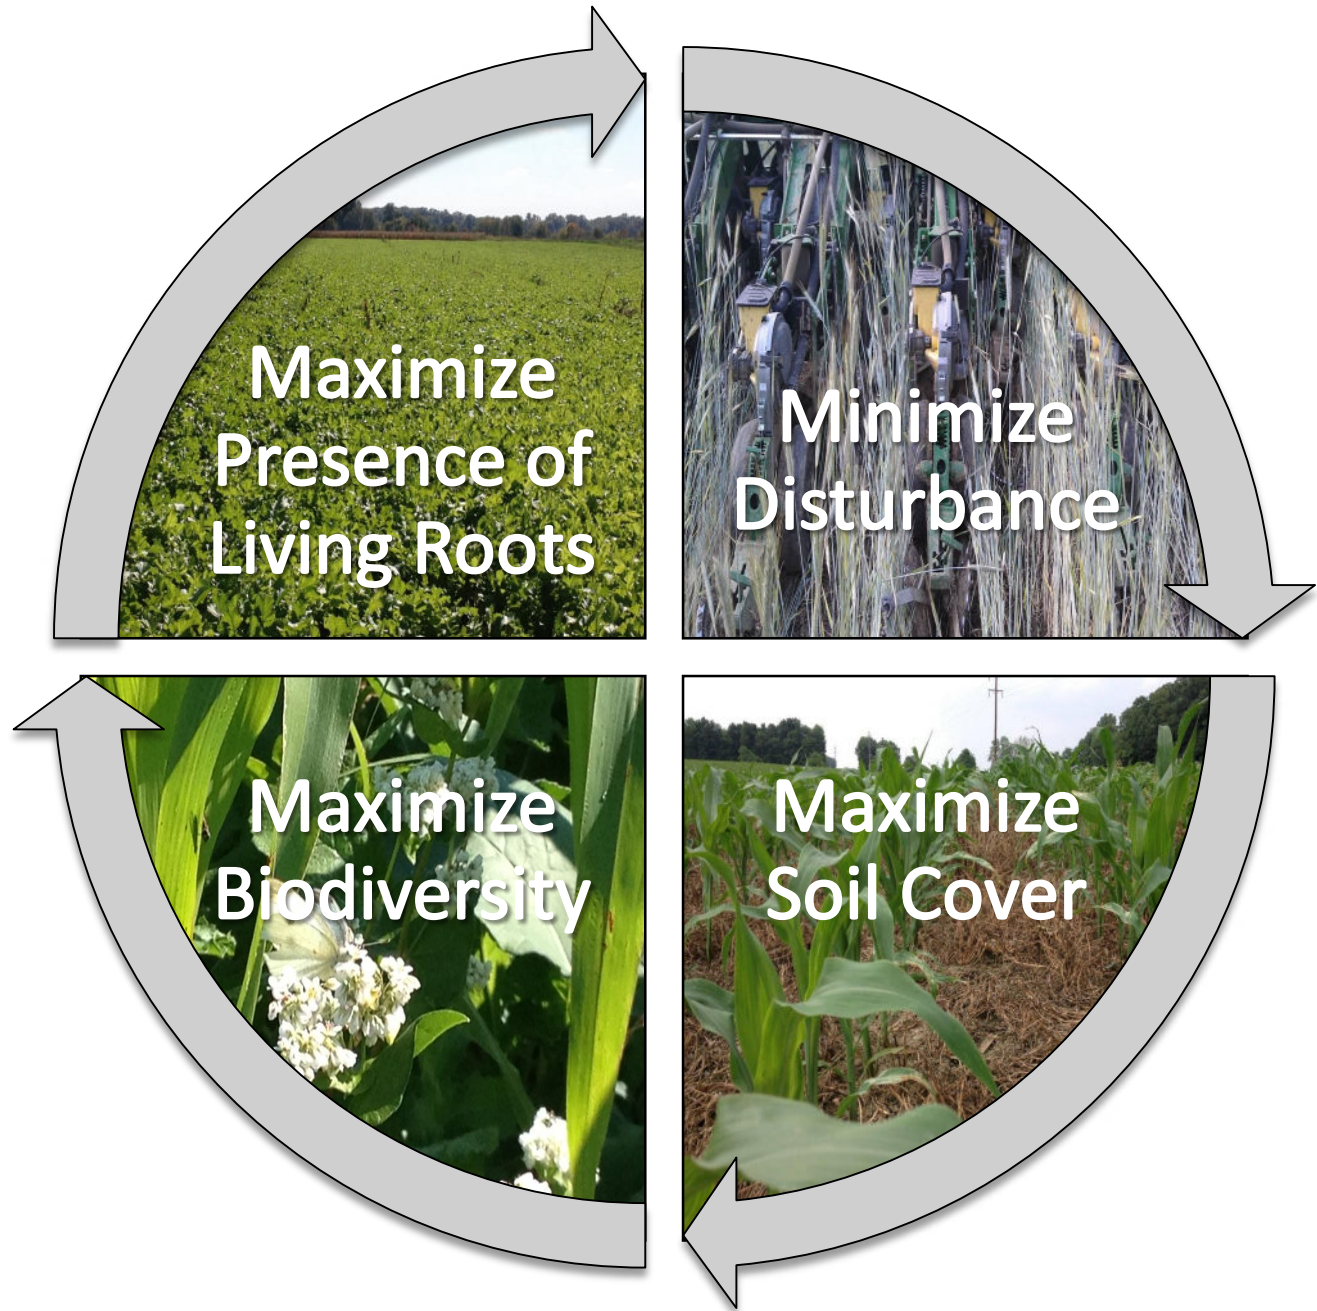 Maximize
Presence of
Living Roots
Minimize
Disturbance
Maximize
Biodiversity
Maximize
Soil Cover